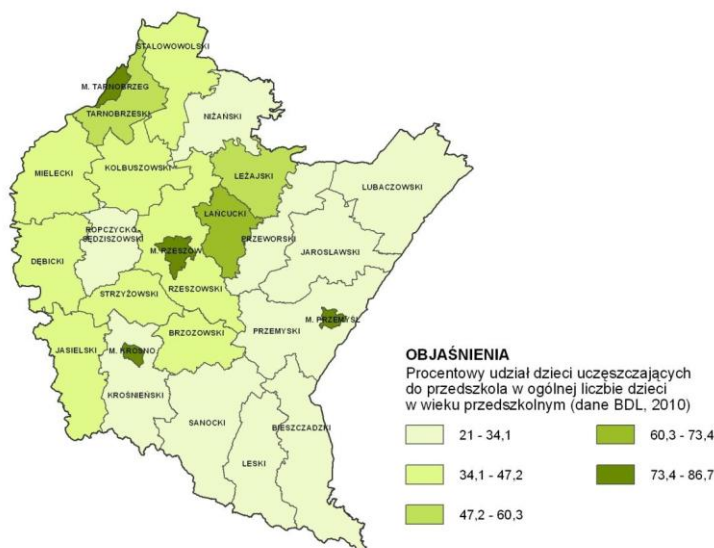 STALOWOWOLSKI
M. TARNOBRZEG
TARNOBRZESKI
NIŻAŃSKI
MIELECKI
KOLBUSZOWSKI
LEŻAJSKI
LUBACZOWSKI
ŁAŃCUCKI
ROPCZYCKO-
SĘDZISZOWSKI
PRZEWORSKI
JAROSŁAWSKI
M. RZESZÓW
DĘBICKI
STRZYŻOWSKI
RZESZOWSKI
M. PRZEMYŚL
PRZEMYSKI
BRZOZOWSKI
JASIELSKI
M. KROSNO
KROŚNIEŃSKI
SANOCKI
BIESZCZADZKI
LESKI
OBJAŚNIENIA
Procentowy udział dzieci uczęszczających
do przedszkola w ogólnej liczbie dzieci
w wieku przedszkolnym (dane BDL, 2010)
21 - 34,1
60,3 - 73,4
34,1 - 47,2
73,4 - 86,7
47,2 - 60,3